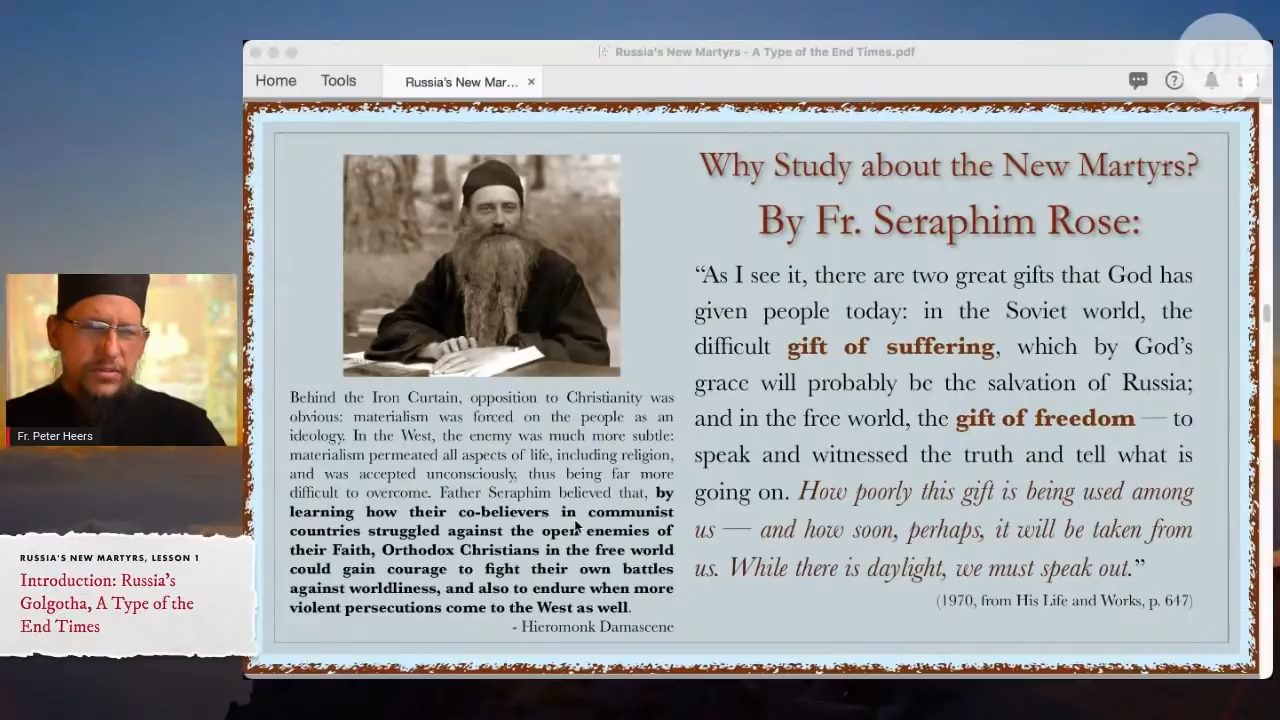 Russia's New Martyrs - A Type of the End Times.pdf
Home
Tools
Russia's New Mar...
Why Study about the New Martyrs?
By Fr. Seraphim Rose:
"As I see it, there are two great gifts that God has
given people today: in the Soviet world, the
difficult gift of suffering, which by God's
grace will probably be the salvation of Russia;
and in the free world, the gift of freedom — to
speak and witnessed the truth and tell what is
going on. How poorly this gift is being used among
us — and how soon, perhaps, it will be taken from
us. While there is daylight, we must speak out."
(1970, from His Life and Works, p. 647)
Behind the Iron Curtain, opposition to Christianity was
obvious: materialism was forced on the people as an
ideology. In the West, the enemy was much more subtle:
materialism permeated all aspects of life, including religion,
and was accepted unconsciously, thus being far more
difficult to overcome. Father Seraphim believed that, by
learning how their co-believers in communist
countries struggled against the open enemies of
their Faith, Orthodox Christians in the free world
could gain courage to fight their own battles
against worldliness, and also to endure when more
violent persecutions come to the West as well.
- Hieromonk Damascene
Fr. Peter Heers
RUSSIA'S NEW MARTYRS, LESSON 1
Introduction: Russia's
Golgotha, A Type of the
End Times